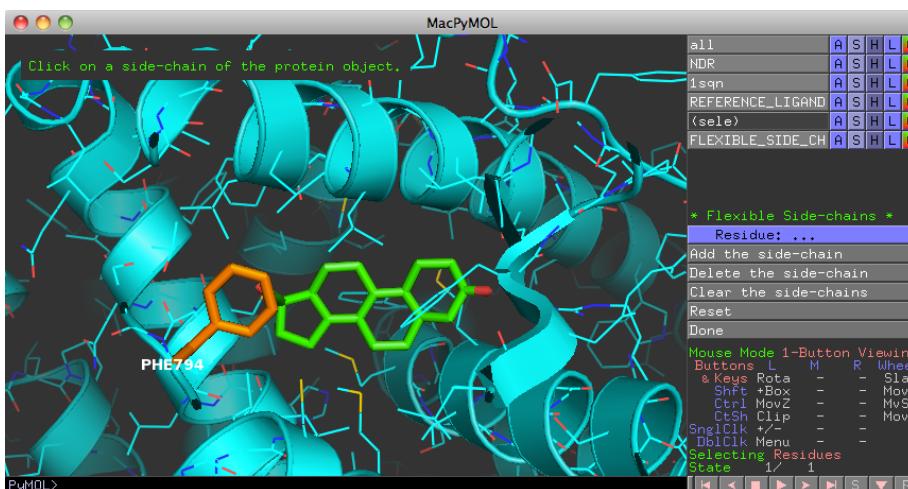 MacPyMOL
Click on a side-chain of the protein object.
PHE794
PyMOL>
all A S H L
NDR A S H L
1sqn A S H L
REFERENCE_LIGAND A S H L
(sele) A S H L
FLEXIBLE_SIDE_CH A S H L
* Flexible Side-chains *
Residue: ...
Add the side-chain
Delete the side-chain
Clear the side-chains
Reset
Done
Mouse Mode 1-Button Viewin
Buttons L M R Whee
& Keys Rota - - Sla
Shft +Box - - Mov
Ctrl MovZ - - MvS
CtSh Clip - - Mov
SnglClk +/- - -
DblClk Menu - -
Selecting Residues
State 1/ 1
S